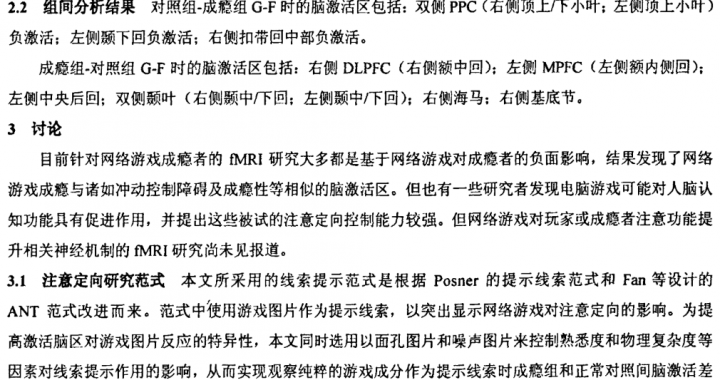 2.2 组间分析结果 对照组-成瘾组 G-F 时的脑激活区包括：双侧 PPC（右侧顶上/下小叶；左侧顶上小叶）
负激活；左侧颞下回负激活；右侧扣带回中部负激活。
成瘾组-对照组 G-F 时的脑激活区包括：右侧 DLPFC（右侧额中回）；左侧 MPFC（左侧额内侧回）；
左侧中央后回；双侧颞叶（右侧颞中/下回；左侧颞中/下回）；右侧海马；右侧基底节。
3 讨论
目前针对网络游戏成瘾者的 fMRI 研究大多都是基于网络游戏对成瘾者的负面影响，结果发现了网络
游戏成瘾与诸如冲动控制障碍及成瘾性等相似的脑激活区。但也有一些研究者发现电脑游戏可能对人脑认
知功能具有促进作用，并提出这些被试的注意定向控制能力较强。但网络游戏对玩家或成瘾者注意功能提
升相关神经机制的 fMRI 研究尚未见报道。
3.1 注意定向研究范式 本文所采用的线索提示范式是根据 Posner 的提示线索范式和 Fan 等设计的
ANT 范式改进而来。范式中使用游戏图片作为提示线索，以突出显示网络游戏对注意定向的影响。为提
高激活脑区对游戏图片反应的特异性，本文同时选用以面孔图片和噪声图片来控制熟悉度和物理复杂度等
因素对线索提示作用的影响，从而实现观察纯粹的游戏成分作为提示线索时成瘾组和正常对照间脑激活差